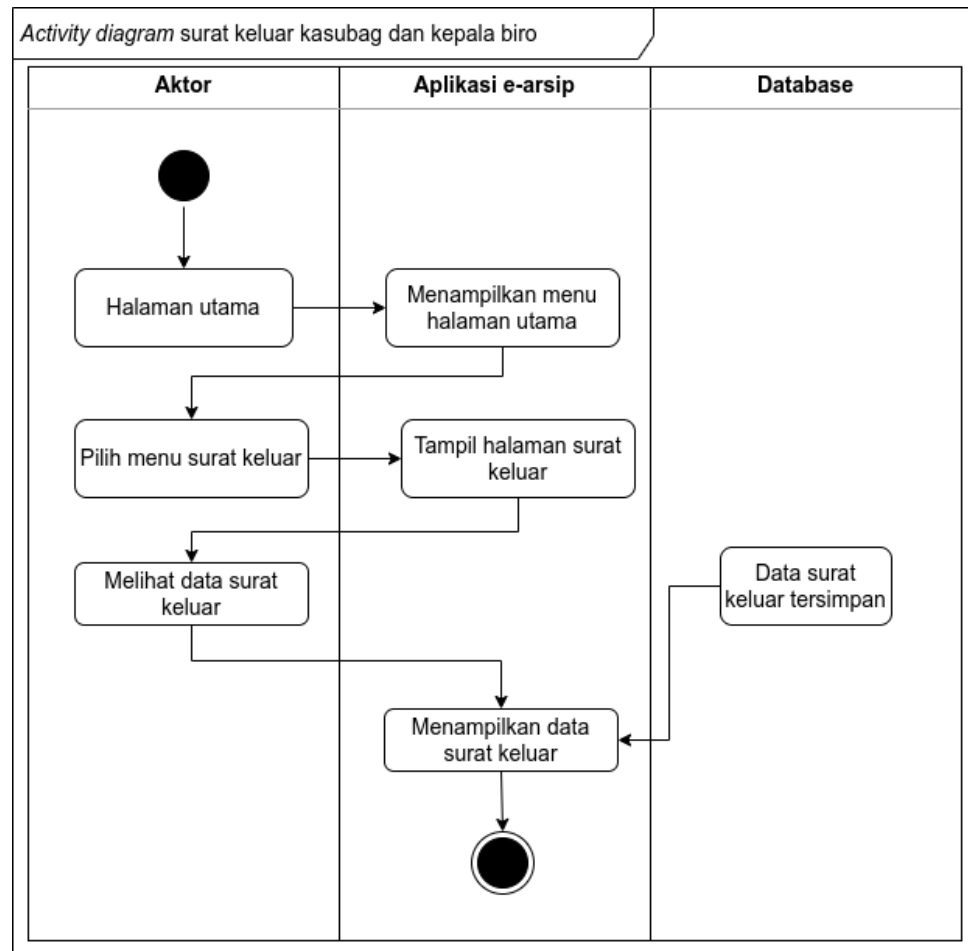 Activity diagram surat keluar kasubag dan kepala biro
Aktor
Aplikasi e-arsip
Database
Halaman utama
Menampilkan menu
halaman utama
Pilih menu surat keluar
Tampil halaman surat
keluar
Melihat data surat
keluar
Data surat
keluar tersimpan
Menampilkan data
surat keluar